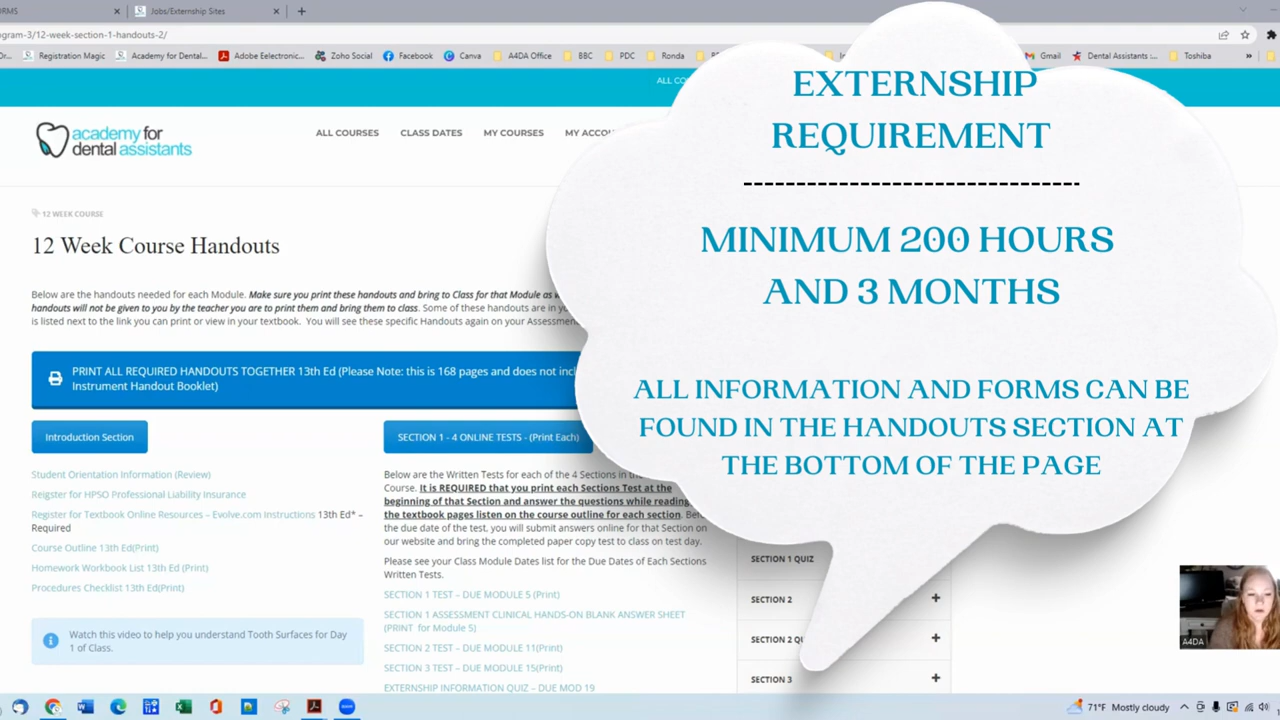 RMS
Jobs/Externship Sites
ogram-3/12-week-section-1-handouts-2/
Registration Magic
Academy for Dental...
Adobe Eelectronic...
Zoho Social
Facebook
Canva
A4DA Office
BBC
PDC
Ronda
Gmail
Dental Assistants :...
Toshiba
ALL CO
academy for
dental assistants
ALL COURSES
CLASS DATES
MY COURSES
MY ACCOU
EXTERNSHIP
REQUIREMENT
MINIMUM 200 HOURS
AND 3 MONTHS
ALL INFORMATION AND FORMS CAN BE
FOUND IN THE HANDOUTS SECTION AT
THE BOTTOM OF THE PAGE
12 WEEK COURSE
12 Week Course Handouts
Below are the handouts needed for each Module. Make sure you print these handouts and bring to Class for that Module as
handouts will not be given to you by the teacher you are to print them and bring them to class. Some of these handouts are in
is listed next to the link you can print or view in your textbook. You will see these specific Handouts again on your Assessmen
PRINT ALL REQUIRED HANDOUTS TOGETHER 13th Ed (Please Note: this is 168 pages and does not incl
Instrument Handout Booklet)
Introduction Section
Student Orientation Information (Review)
Reigster for HPSO Professional Liability Insurance
Register for Textbook Online Resources – Evolve.com Instructions 13th Ed* –
Required
Course Outline 13th Ed(Print)
Homework Workbook List 13th Ed (Print)
Procedures Checklist 13th Ed(Print)
Watch this video to help you understand Tooth Surfaces for Day
1 of Class.
SECTION 1 - 4 ONLINE TESTS - (Print Each)
Below are the Written Tests for each of the 4 Sections in th
Course. It is REQUIRED that you print each Sections Test at the
beginning of that Section and answer the questions while reading
the textbook pages listen on the course outline for each section. Bef
the due date of the test, you will submit answers online for that Section on
our website and bring the completed paper copy test to class on test day.
Please see your Class Module Dates list for the Due Dates of Each Sections
Written Tests.
SECTION 1 TEST – DUE MODULE 5 (Print)
SECTION 1 ASSESSMENT CLINICAL HANDS-ON BLANK ANSWER SHEET
(PRINT for Module 5)
SECTION 2 TEST – DUE MODULE 11(Print)
SECTION 3 TEST – DUE MODULE 15(Print)
EXTERNSHIP INFORMATION QUIZ – DUE MOD 19
SECTION 1 QUIZ
SECTION 2
SECTION 2 QU
SECTION 3
A4DA
71°F Mostly cloudy